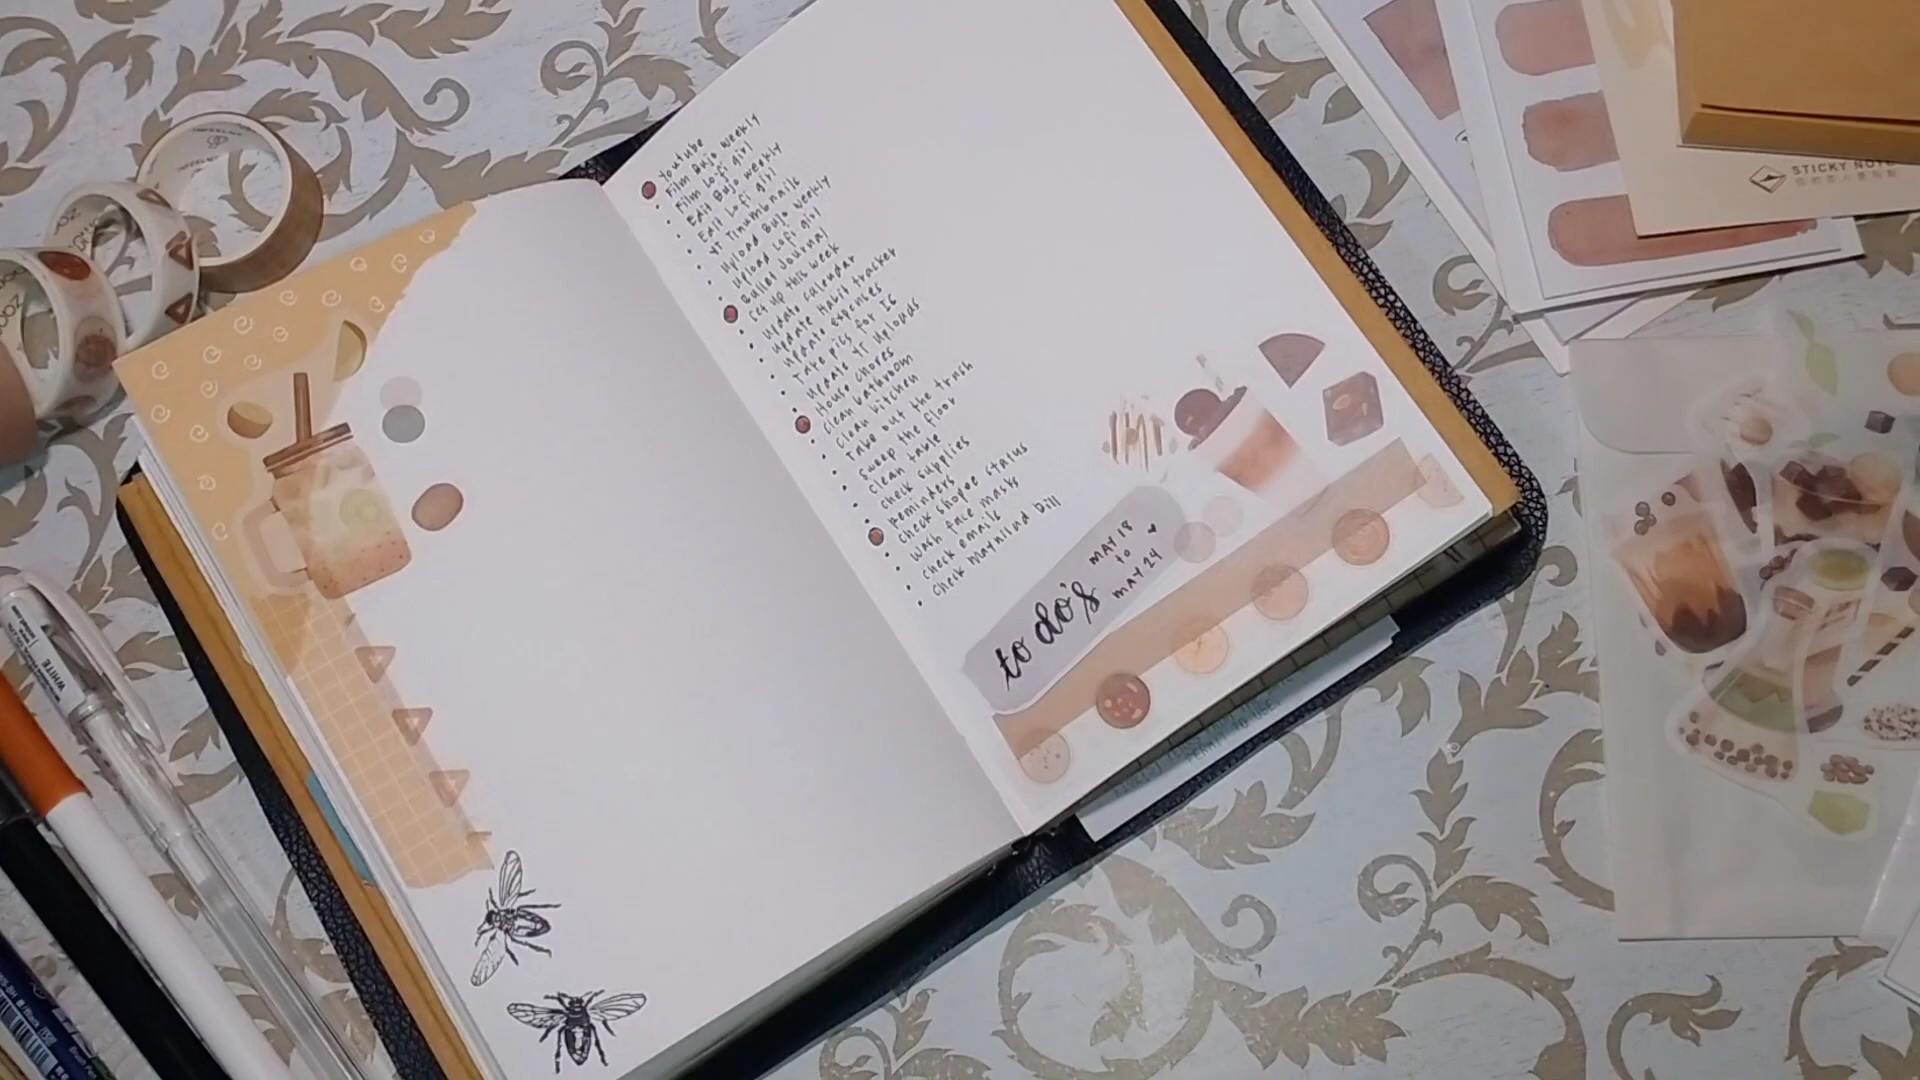 Youtube
Film Bujo weekly
Film Lo-fi girl
Edit Bujo weekly
Edit Lofi girl
YT Thumbnails
Upload Bujo weekly
Upload Lofi girl
Bullet Journal
Set up this week
Update calendar
Update Habit tracker
Update expenses
Take pics for IG
Update YT Uploads
House chores
Clean bathroom
Clean kitchen
Take out the trash
Sweep the floor
Clean table
Check supplies
Reminders
Check shopee status
Wash face masks
Check emails
Check maynilad bill
to do's
MAY 18
to
MAY 24
STICKY NOTE
WHITE